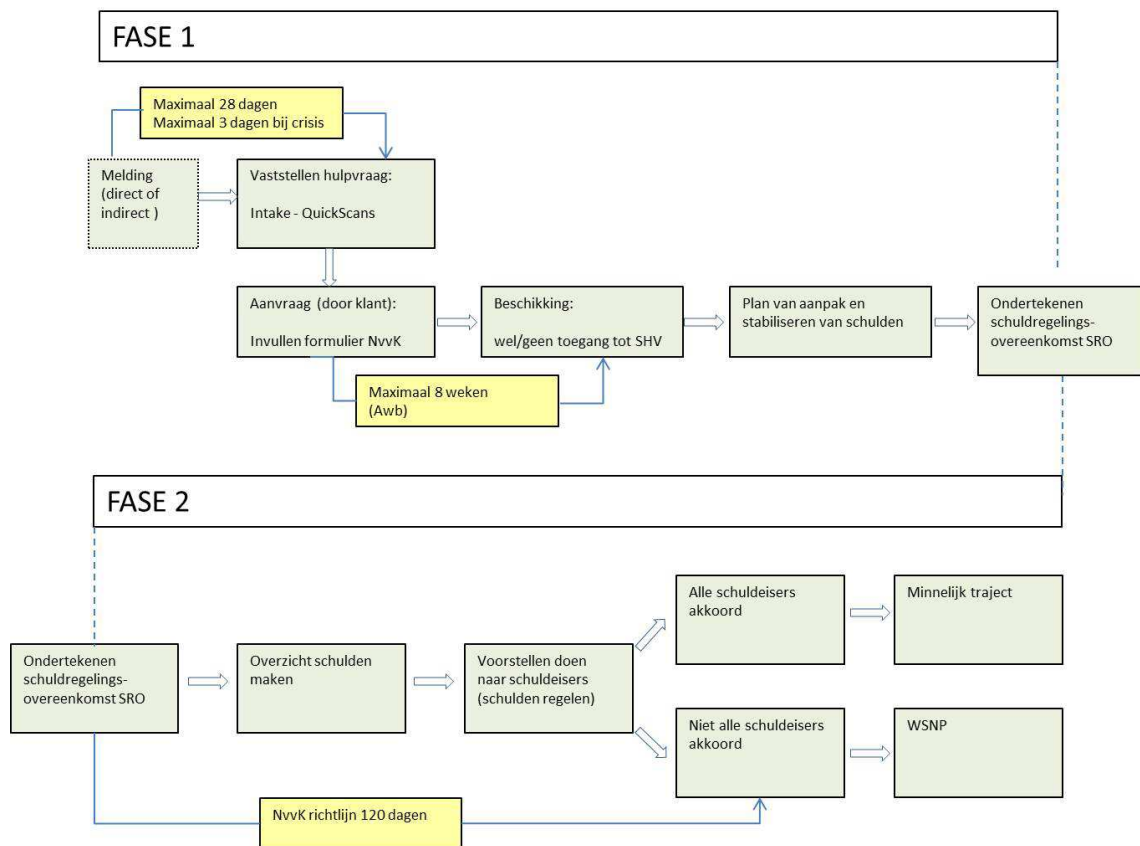 FASE 1
Maximaal 28 dagen
Maximaal 3 dagen bij crisis
Melding
(direct of
indirect )
Vaststellen hulpvraag:
Intake - QuickScans
Aanvraag (door klant):
Invullen formulier NvvK
Beschikking:
wel/geen toegang tot SHV
Plan van aanpak en
stabiliseren van schulden
Ondertekenen
schuldregelings-
overeenkomst SRO
Maximaal 8 weken
(Awb)
FASE 2
Ondertekenen
schuldregelings-
overeenkomst SRO
Overzicht schulden
maken
Voorstellen doen
naar schuldeisers
(schulden regelen)
Alle schuldeisers
akkoord
Minnelijk traject
Niet alle schuldeisers
akkoord
WSNP
NvvK richtlijn 120 dagen